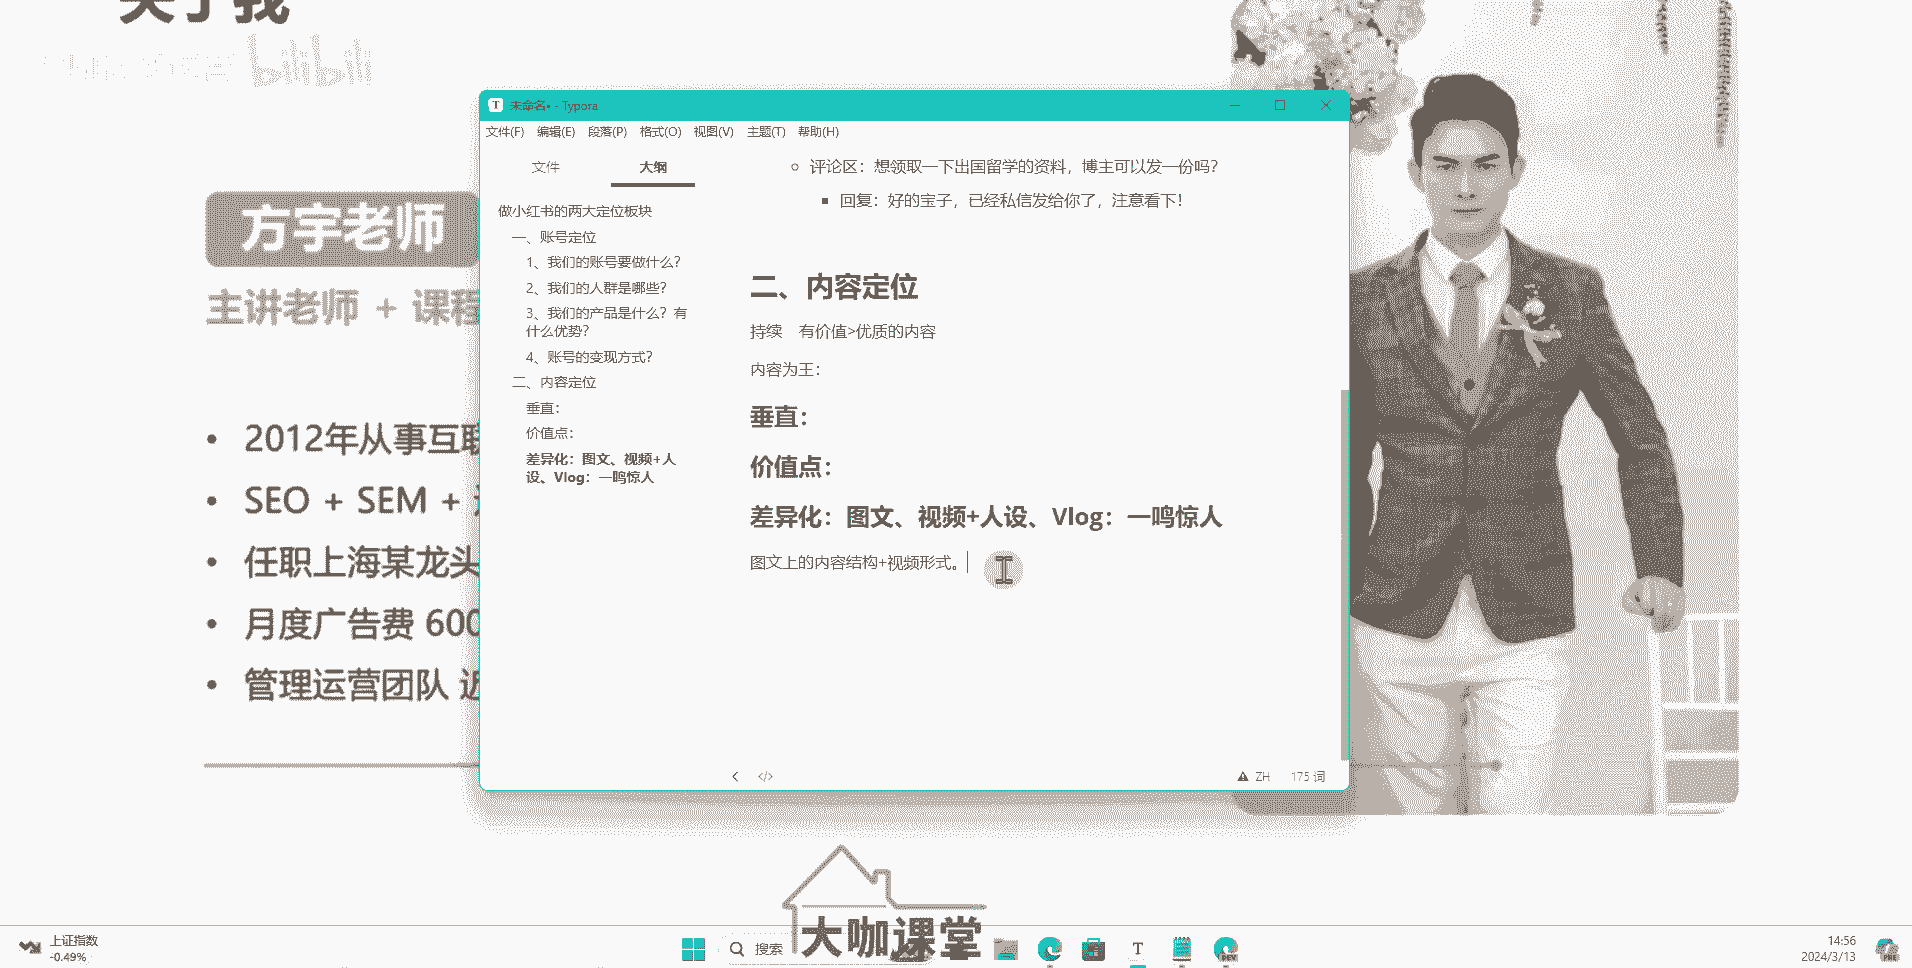 关于我
bilibili
方宇老师
主讲老师 + 课程
2012年从事互联
SEO + SEM +
任职上海某龙头
月度广告费 600
管理运营团队 近
未命名• - Typora
文件(F) 编辑(E) 段落(P) 格式(O) 视图(V) 主题(T) 帮助(H)
文件 大纲
做小红书的两大定位板块
一、账号定位
1、我们的账号要做什么?
2、我们的人群是哪些?
3、我们的产品是什么?有
什么优势?
4、账号的变现方式?
二、内容定位
垂直:
价值点:
差异化:图文、视频+人
设、Vlog:一鸣惊人
评论区:想领取一下出国留学的资料,博主可以发一份吗?
回复:好的宝子,已经私信发给你了,注意看下!
二、内容定位
持续 有价值>优质的内容
内容为王:
垂直:
价值点:
差异化:图文、视频+人设、Vlog:一鸣惊人
图文上的内容结构+视频形式。
ZH 175 词
大咖课堂
上证指数
-0.49%
搜索
DEV
14:56
2024/3/13
PRE